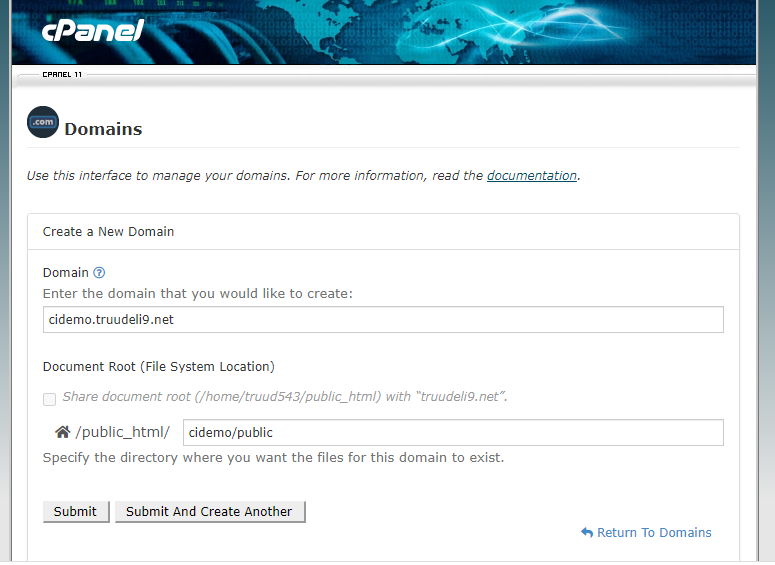 cPanel
CPANEL 11
.com
Domains
Use this interface to manage your domains. For more information, read the documentation.
Create a New Domain
Domain
Enter the domain that you would like to create:
cidemo.truudeli9.net
Document Root (File System Location)
Share document root (/home/truud543/public_html) with “truudeli9.net”.
/public_html/ cidemo/public
Specify the directory where you want the files for this domain to exist.
Submit Submit And Create Another
Return To Domains